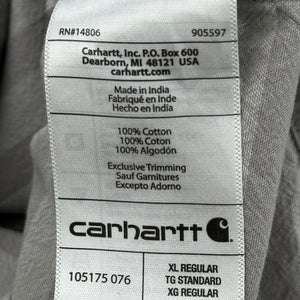 RN#14806 905597
Carhartt, Inc. P.O. Box 600
Dearborn, MI 48121 USA
carhartt.com
Made in India
Fabriqué en Inde
Hecho en India
100% Cotton
100% Coton
100% Algodón
Exclusive Trimming
Sauf Garnitures
Excepto Adorno
carhartt
105175 076
XL REGULAR
TG STANDARD
XG REGULAR